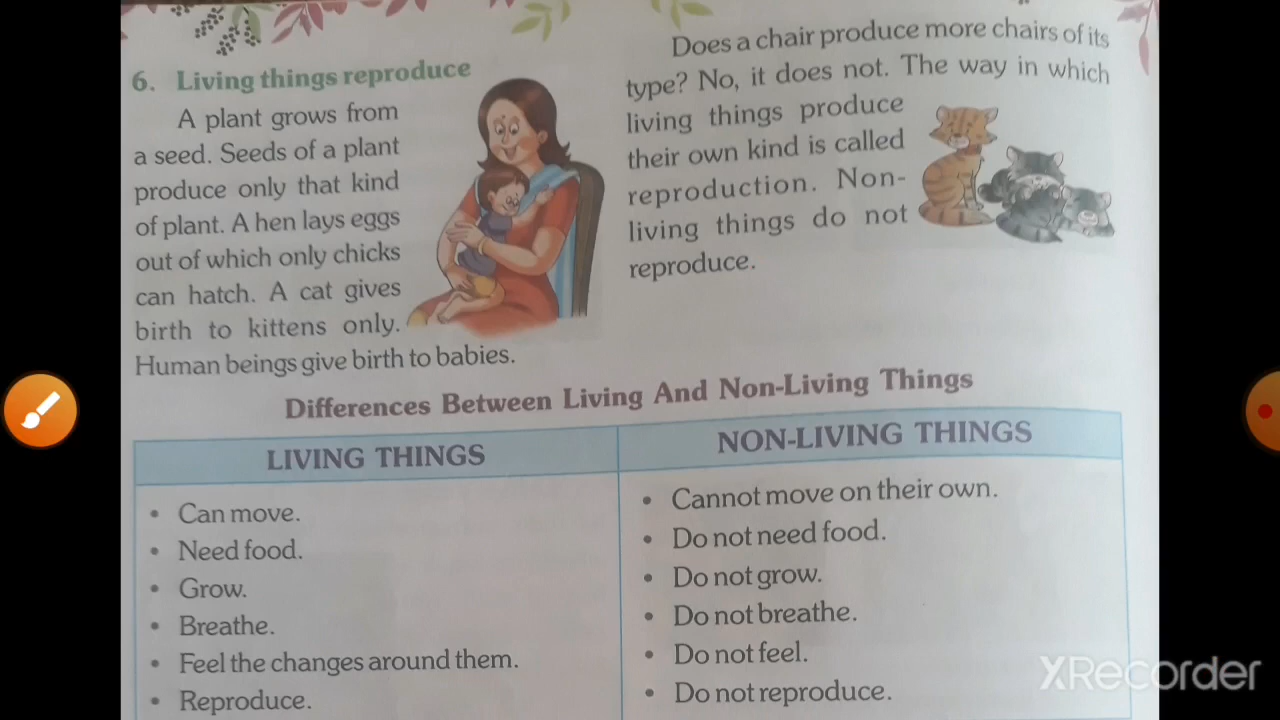 6. Living things reproduce
A plant grows from
a seed. Seeds of a plant
produce only that kind
of plant. A hen lays eggs
out of which only chicks
can hatch. A cat gives
birth to kittens only.
Human beings give birth to babies.
Does a chair produce more chairs of its
type? No, it does not. The way in which
living things produce
their own kind is called
reproduction. Non-
living things do not
reproduce.
Differences Between Living And Non-Living Things
LIVING THINGS
• Can move.
• Need food.
• Grow.
• Breathe.
• Feel the changes around them.
• Reproduce.
NON-LIVING THINGS
• Cannot move on their own.
• Do not need food.
• Do not grow.
• Do not breathe.
• Do not feel.
• Do not reproduce.
XRecorder